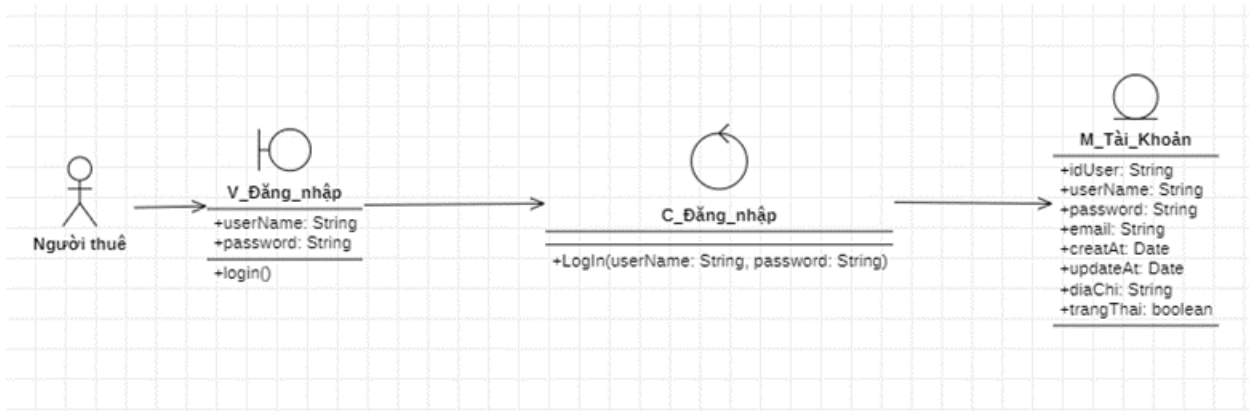 Người thuê
V_Đăng_nhập
+userName: String
+password: String
+login()
C_Đăng_nhập
+LogIn(userName: String, password: String)
M_Tài_Khoản
+idUser: String
+userName: String
+password: String
+email: String
+creatAt: Date
+updateAt: Date
+diaChi: String
+trangThai: boolean